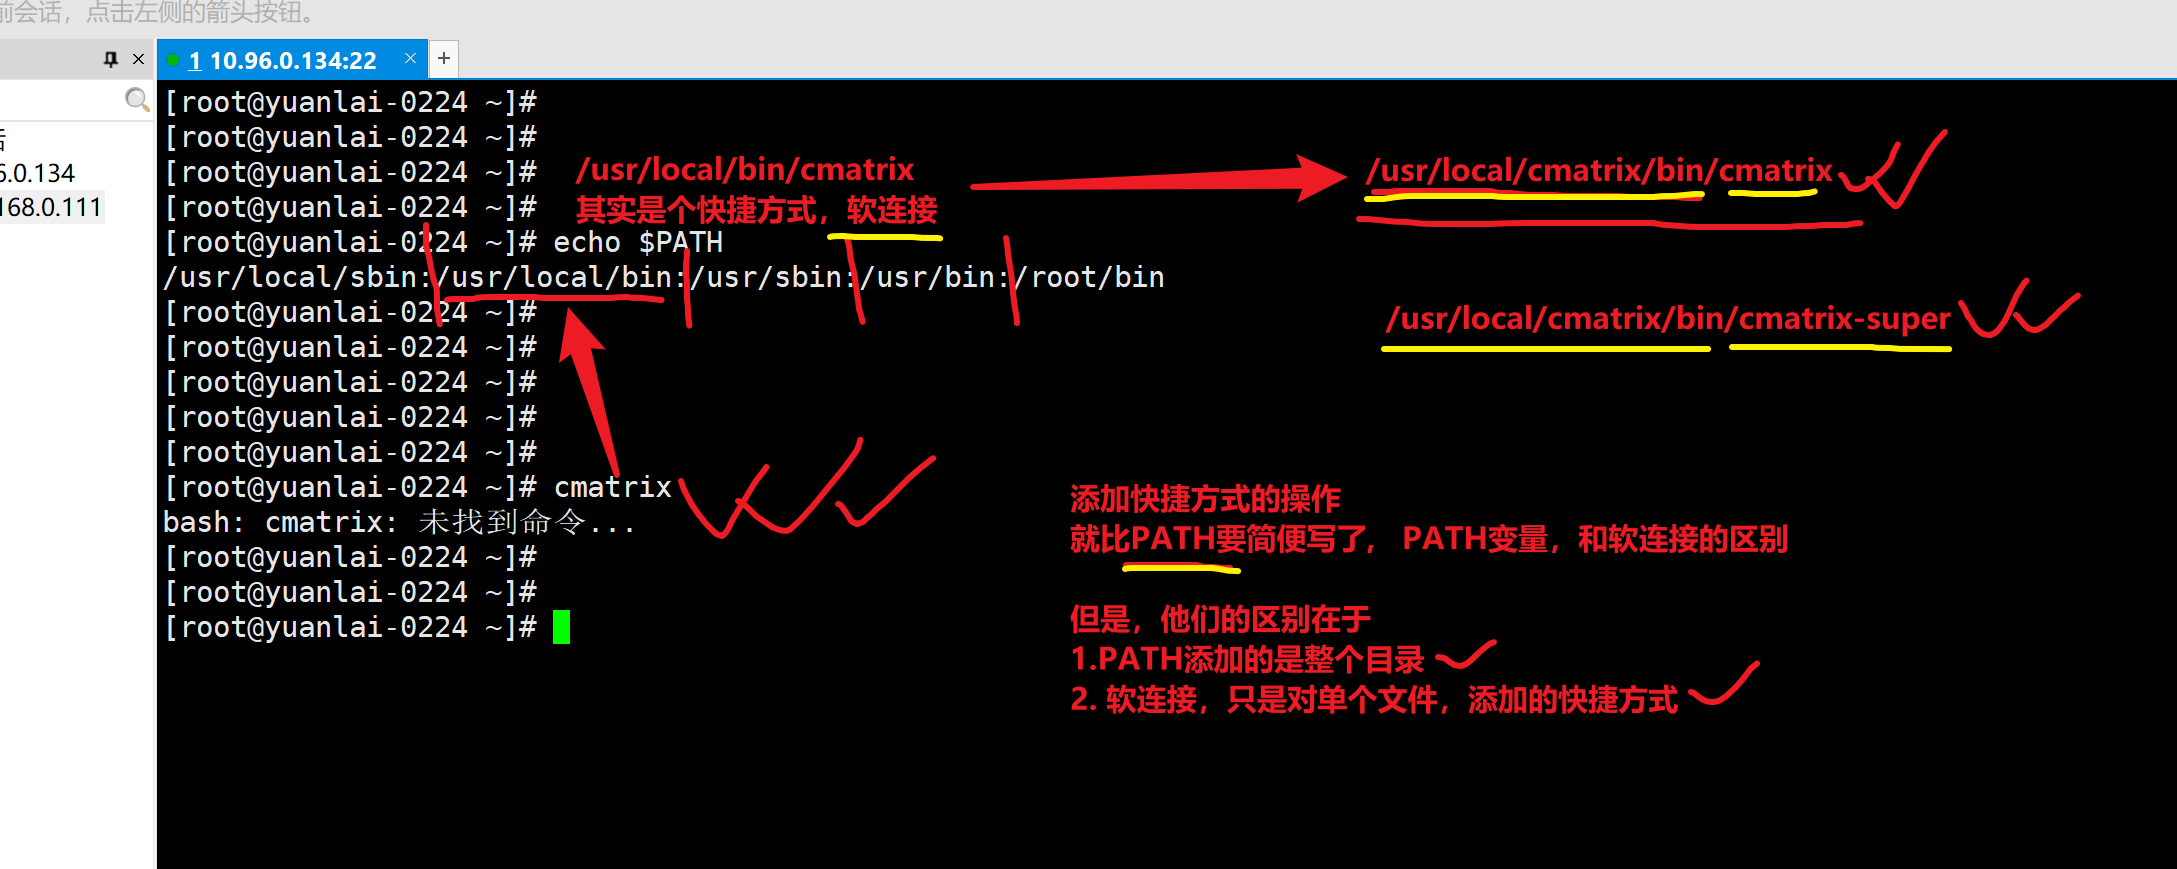 前会话，点击左侧的箭头按钮。
1 10.96.0.134:22
6.0.134
168.0.111
[root@yuanlai-0224 ~]#
[root@yuanlai-0224 ~]#
[root@yuanlai-0224 ~]#
/usr/local/bin/cmatrix
/usr/local/cmatrix/bin/cmatrix
[root@yuanlai-0224 ~]#
其实是个快捷方式，软连接
[root@yuanlai-0224 ~]# echo $PATH
/usr/local/sbin:/usr/local/bin:/usr/sbin:/usr/bin:/root/bin
[root@yuanlai-0224 ~]#
/usr/local/cmatrix/bin/cmatrix-super
[root@yuanlai-0224 ~]#
[root@yuanlai-0224 ~]#
[root@yuanlai-0224 ~]#
[root@yuanlai-0224 ~]#
[root@yuanlai-0224 ~]# cmatrix
bash: cmatrix: 未找到命令...
[root@yuanlai-0224 ~]#
[root@yuanlai-0224 ~]#
[root@yuanlai-0224 ~]#
添加快捷方式的操作
就比PATH要简便写了， PATH变量，和软连接的区别
但是，他们的区别在于
1.PATH添加的是整个目录
2. 软连接，只是对单个文件，添加的快捷方式